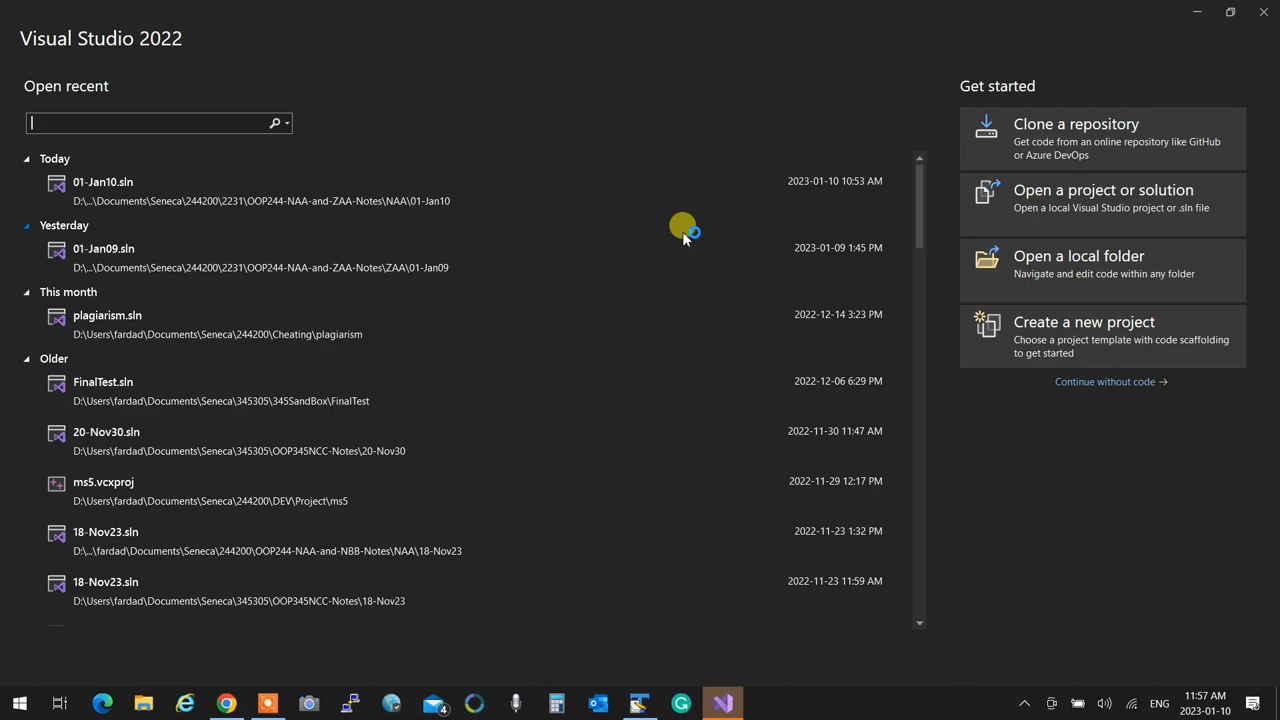 Visual Studio 2022
Open recent
Today
01-Jan10.sln
2023-01-10 10:53 AM
D:\...\Documents\Seneca\244200\2231\OOP244-NAA-and-ZAA-Notes\NAA\01-Jan10
Yesterday
01-Jan09.sln
2023-01-09 1:45 PM
D:\...\Documents\Seneca\244200\2231\OOP244-NAA-and-ZAA-Notes\ZAA\01-Jan09
This month
plagiarism.sln
2022-12-14 3:23 PM
D:\Users\fardad\Documents\Seneca\244200\Cheating\plagiarism
Older
FinalTest.sln
2022-12-06 6:29 PM
D:\Users\fardad\Documents\Seneca\345305\345SandBox\FinalTest
20-Nov30.sln
2022-11-30 11:47 AM
D:\Users\fardad\Documents\Seneca\345305\OOP345NCC-Notes\20-Nov30
ms5.vcxproj
2022-11-29 12:17 PM
D:\Users\fardad\Documents\Seneca\244200\DEV\Project\ms5
18-Nov23.sln
2022-11-23 1:32 PM
D:\...\fardad\Documents\Seneca\244200\OOP244-NAA-and-NBB-Notes\NAA\18-Nov23
18-Nov23.sln
2022-11-23 11:59 AM
D:\Users\fardad\Documents\Seneca\345305\OOP345NCC-Notes\18-Nov23
Get started
Clone a repository
Get code from an online repository like GitHub
or Azure DevOps
Open a project or solution
Open a local Visual Studio project or .sln file
Open a local folder
Navigate and edit code within any folder
Create a new project
Choose a project template with code scaffolding
to get started
Continue without code →
4
ENG
11:57 AM
2023-01-10